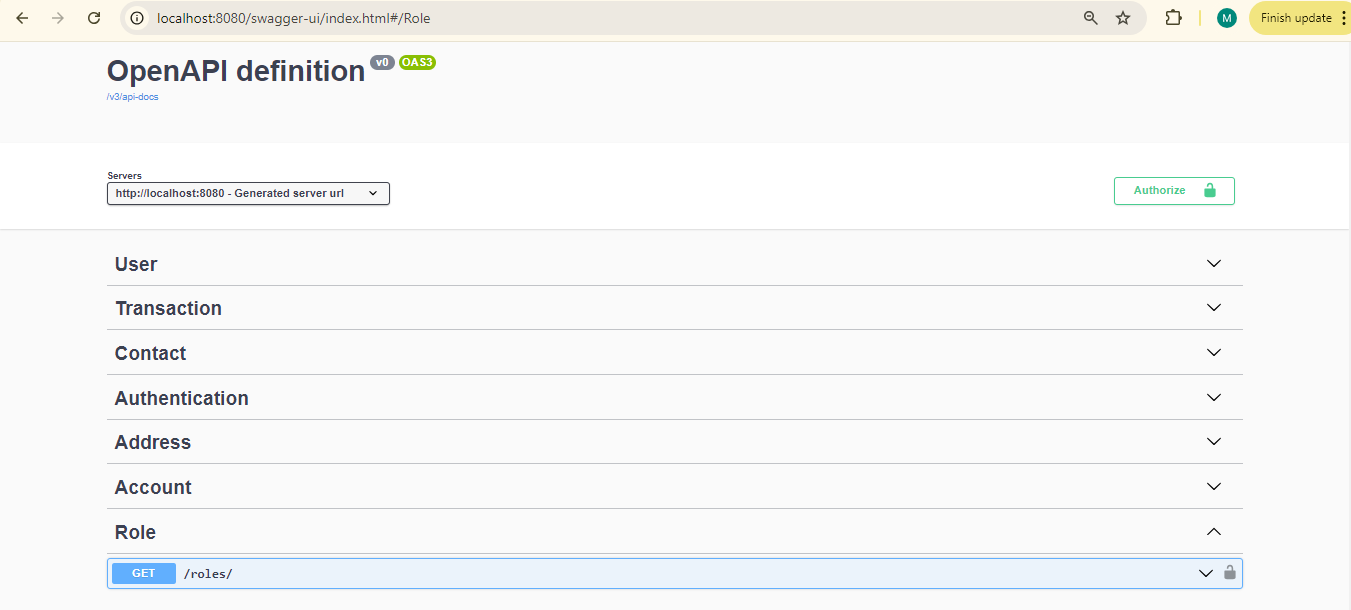 localhost:8080/swagger-ui/index.html#/Role
M
Finish update
OpenAPI definition v0 OAS3
/v3/api-docs
Servers
http://localhost:8080 - Generated server url
Authorize
User
Transaction
Contact
Authentication
Address
Account
Role
GET /roles/